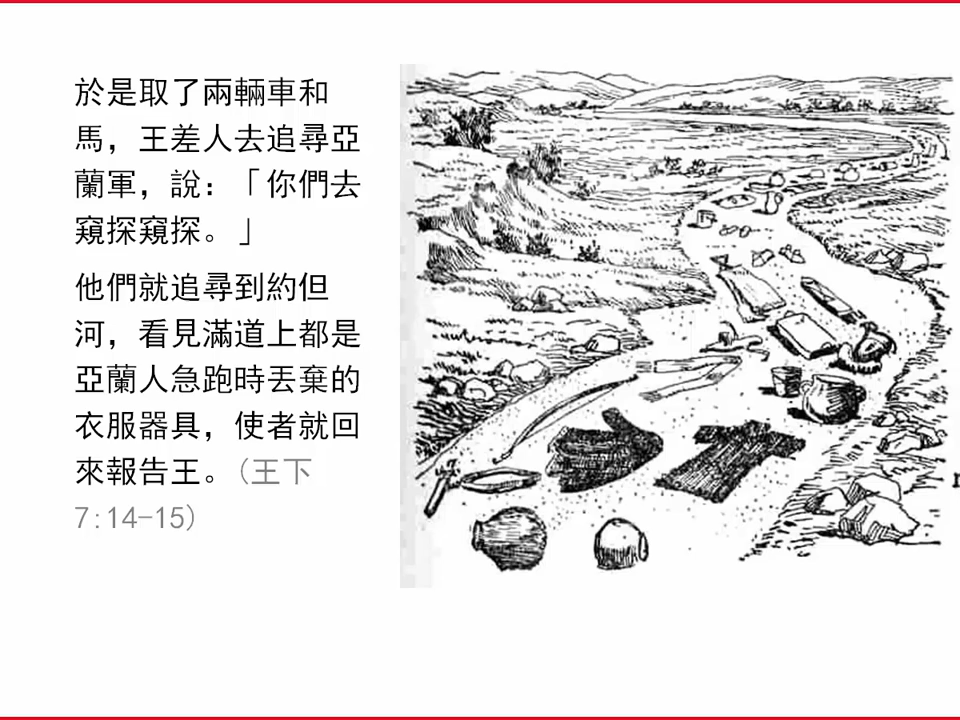 於是取了兩輛車和
馬，王差人去追尋亞
蘭軍，說：「你們去
窺探窺探。」
他們就追尋到約但
河，看見滿道上都是
亞蘭人急跑時丟棄的
衣服器具，使者就回
來報告王。(王下
7:14-15)